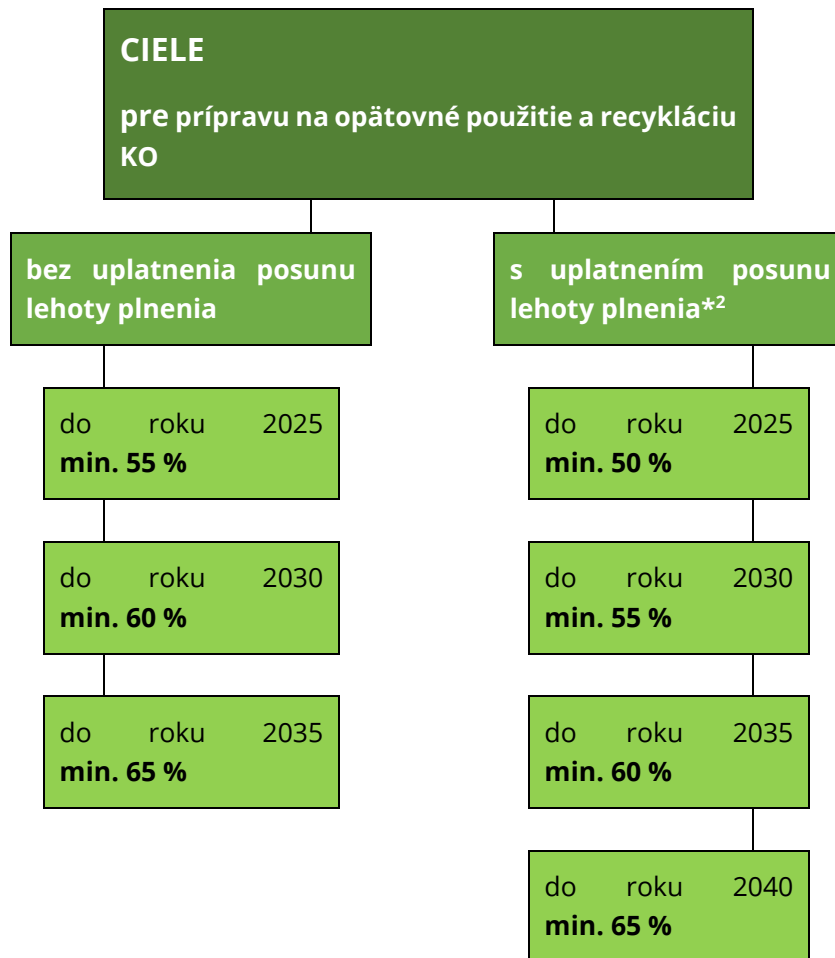 CIELE
pre prípravu na opätovné použitie a recykláciu
KO
bez uplatnenia posunu
lehoty plnenia
do roku 2025
min. 55 %
do roku 2030
min. 60 %
do roku 2035
min. 65 %
s uplatnením posunu
lehoty plnenia*²
do roku 2025
min. 50 %
do roku 2030
min. 55 %
do roku 2035
min. 60 %
do roku 2040
min. 65 %